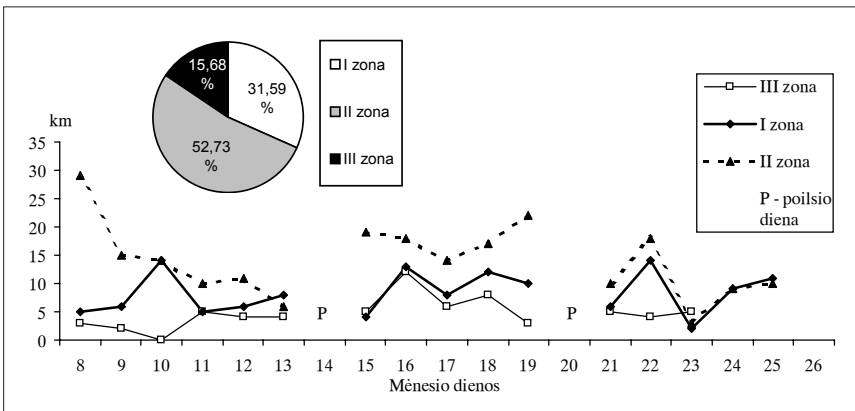 15,68
%
31,59
%
52,73
%
I zona
II zona
III zona
III zona
I zona
II zona
P - poilsio
diena
km
35
30
25
20
15
10
5
0
P
P
8 9 10 11 12 13 14 15 16 17 18 19 20 21 22 23 24 25 26
Mėnesio dienos